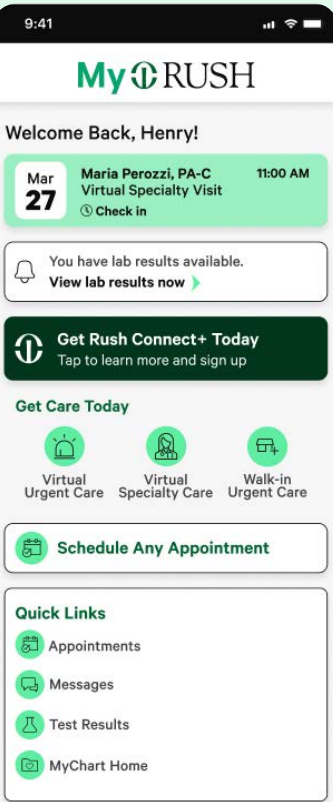 9:41
My RUSH
Welcome Back, Henry!
Mar
27
Maria Perozzi, PA-C
11:00 AM
Virtual Specialty Visit
Check in
You have lab results available.
View lab results now
Get Rush Connect+ Today
Tap to learn more and sign up
Get Care Today
Virtual
Urgent Care
Virtual
Specialty Care
Walk-in
Urgent Care
Schedule Any Appointment
Quick Links
Appointments
Messages
Test Results
MyChart Home